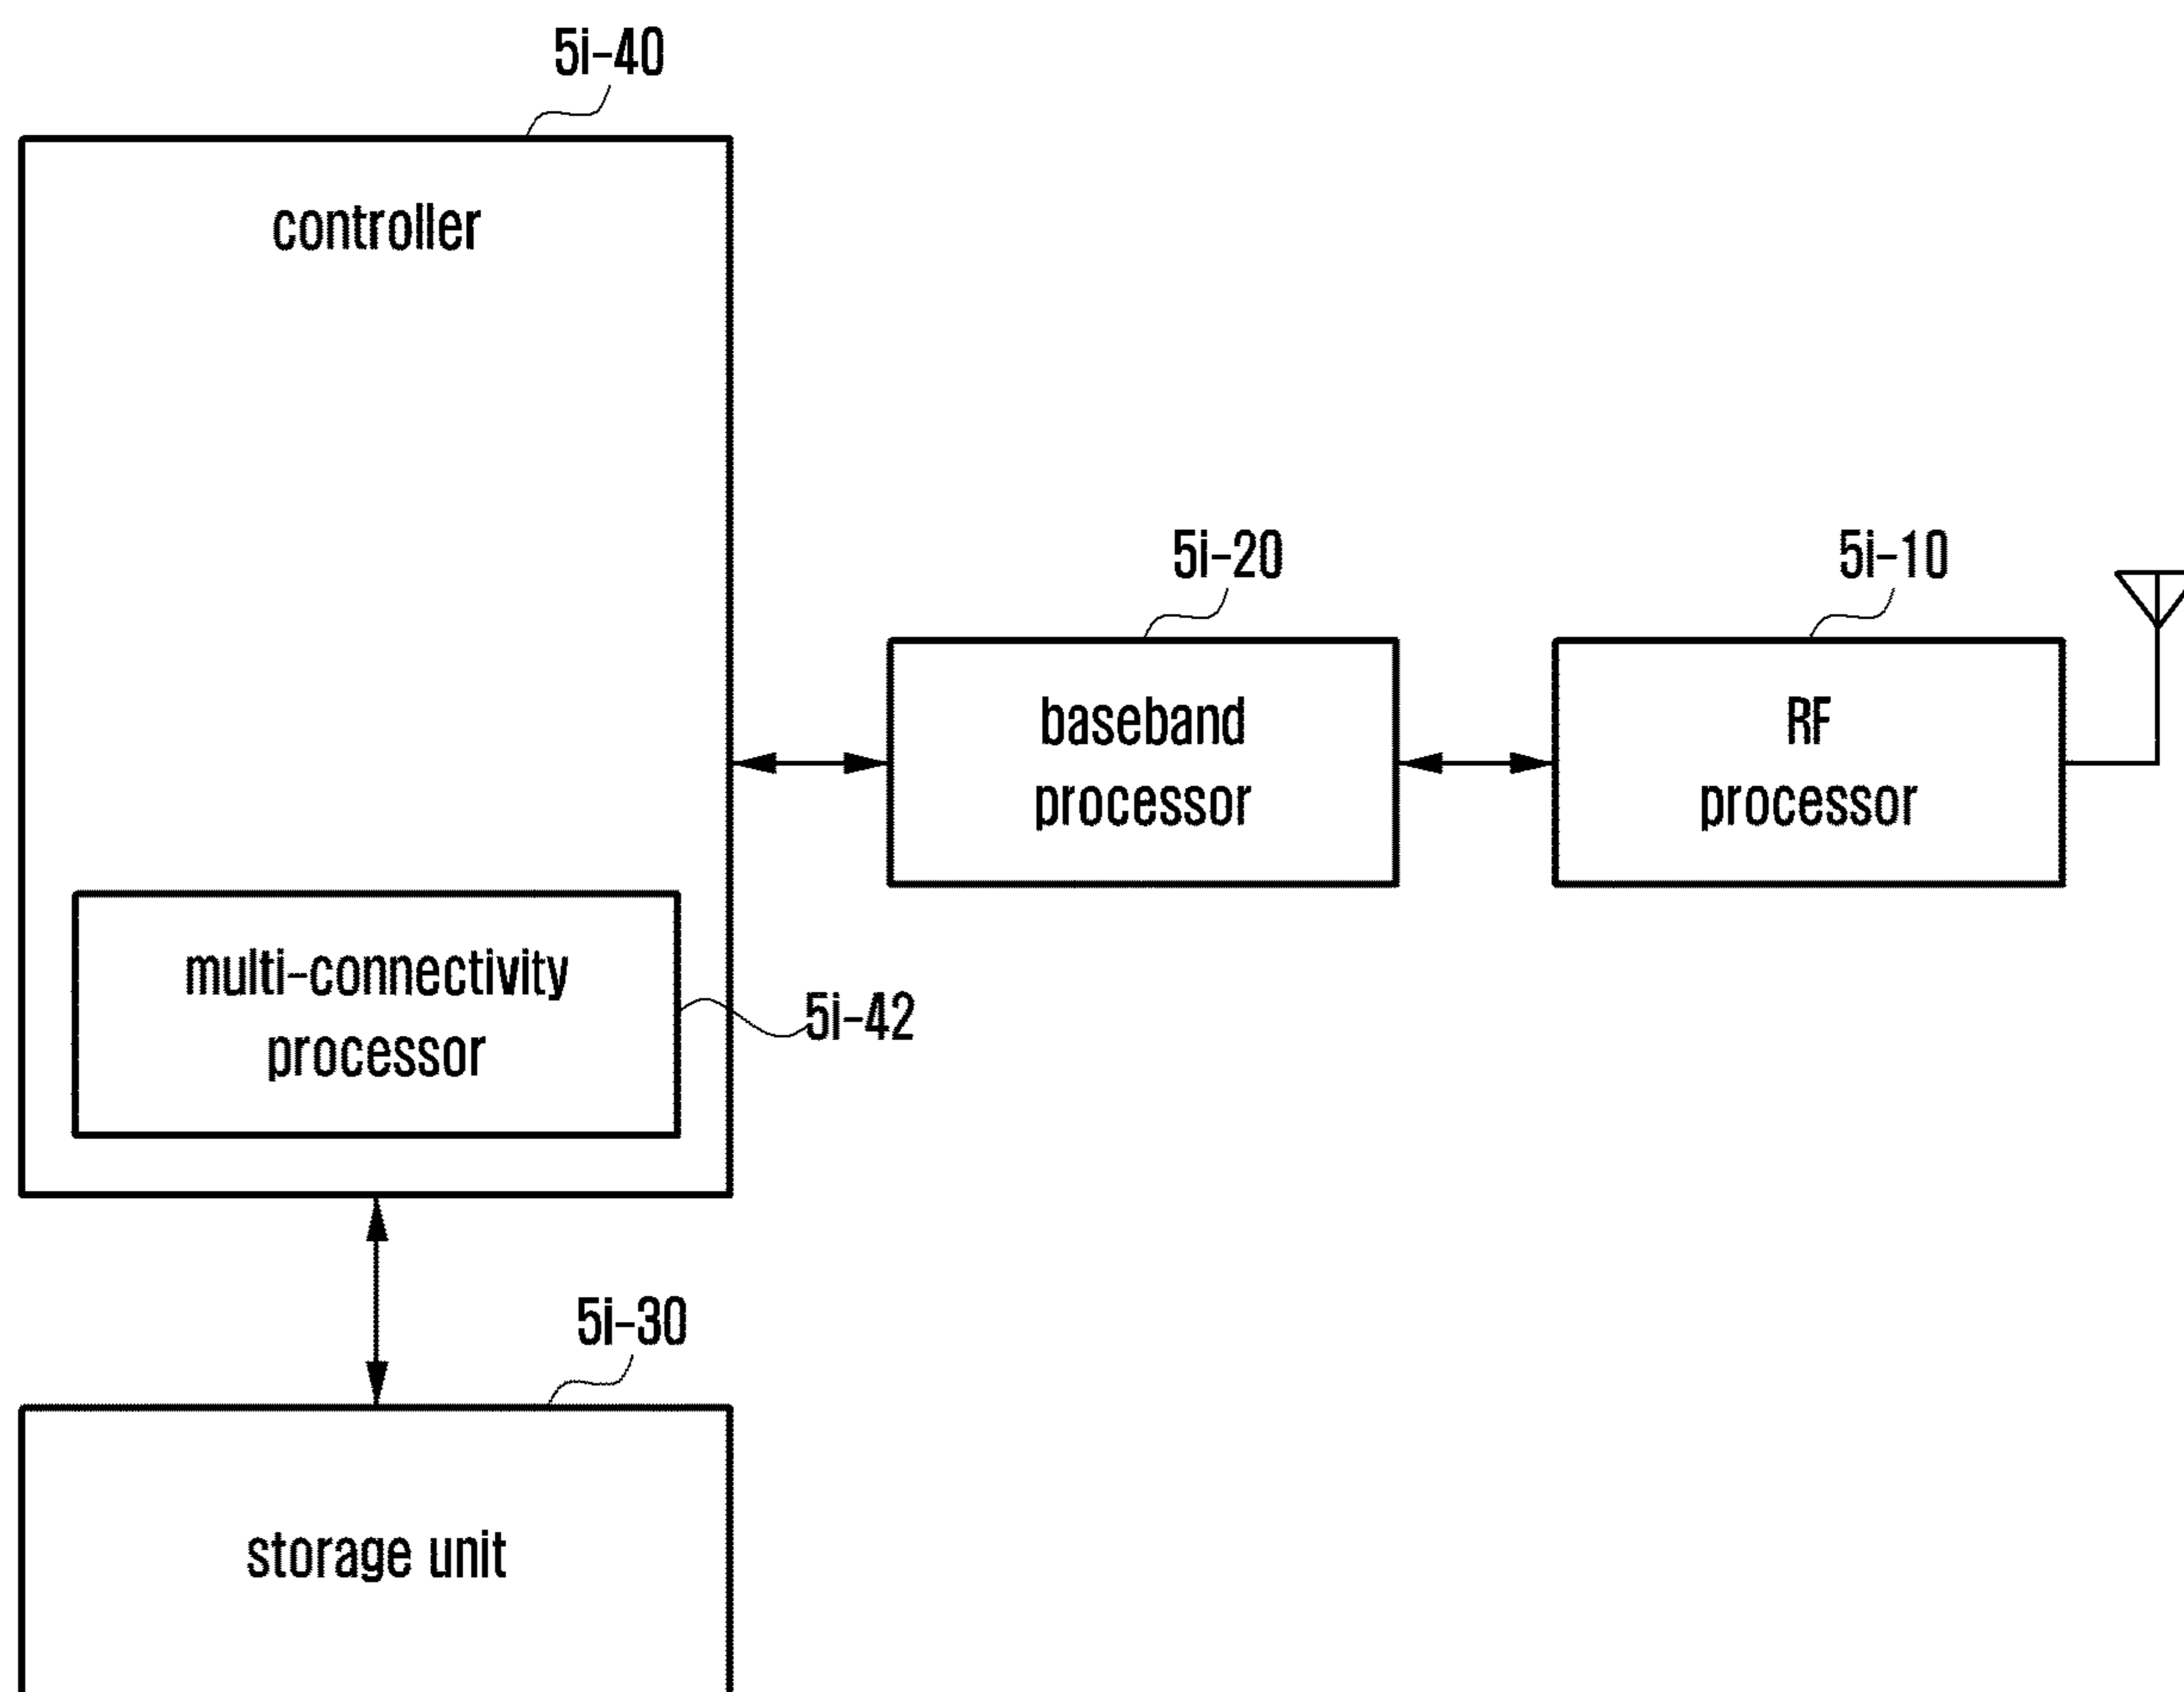 5i-40
controller
5i-20
5i-10
baseband
processor
RF
processor
multi-connectivity
processor
5i-42
5i-30
storage unit